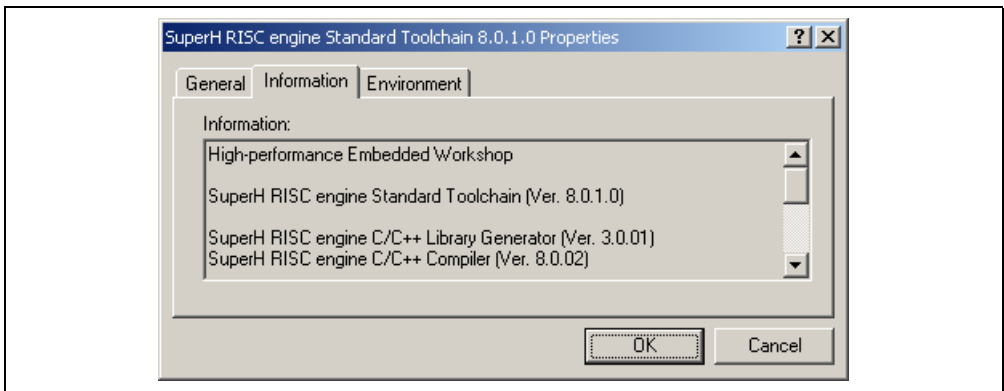 SuperH RISC engine Standard Toolchain 8.0.1.0 Properties
General Information Environment
Information:
High-performance Embedded Workshop
SuperH RISC engine Standard Toolchain (Ver. 8.0.1.0)
SuperH RISC engine C/C++ Library Generator (Ver. 3.0.01)
SuperH RISC engine C/C++ Compiler (Ver. 8.0.02)
OK Cancel